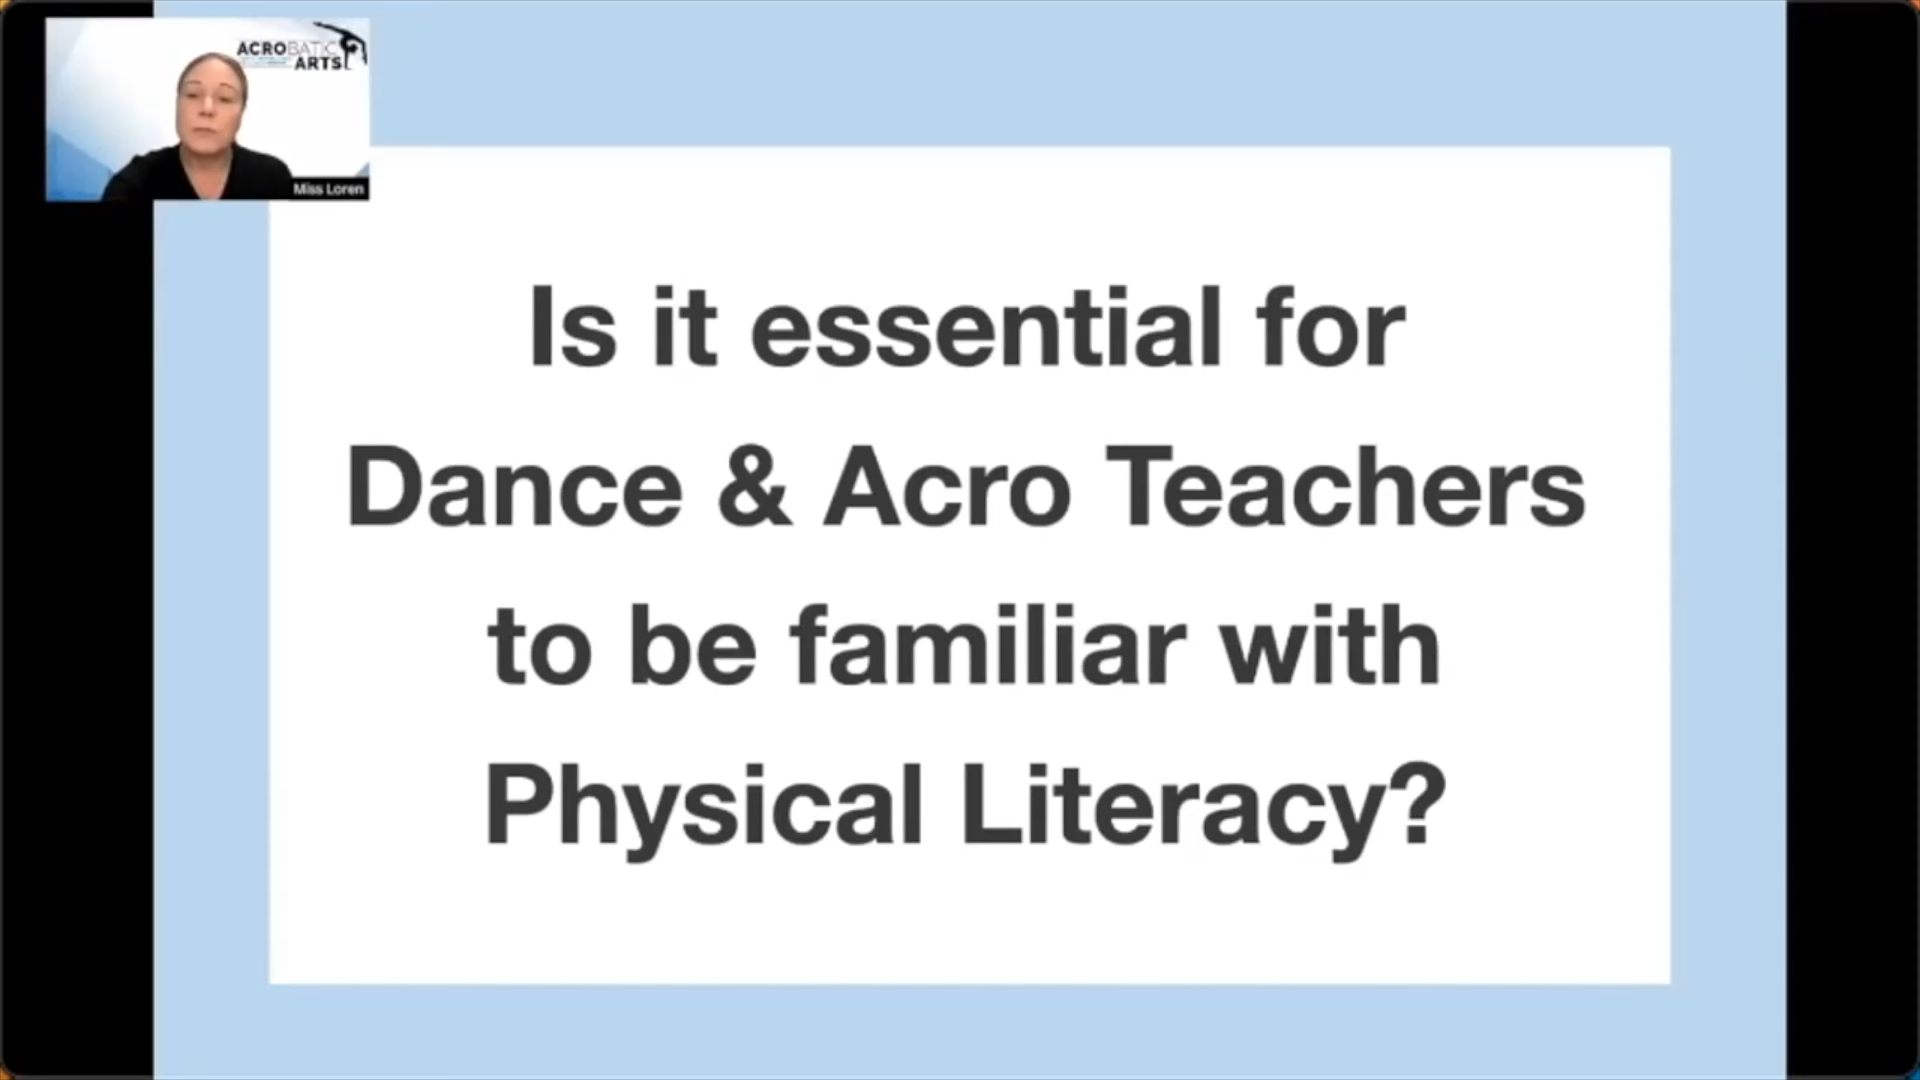 ACROBATIC
ARTS
Miss Loren
Is it essential for
Dance & Acro Teachers
to be familiar with
Physical Literacy?